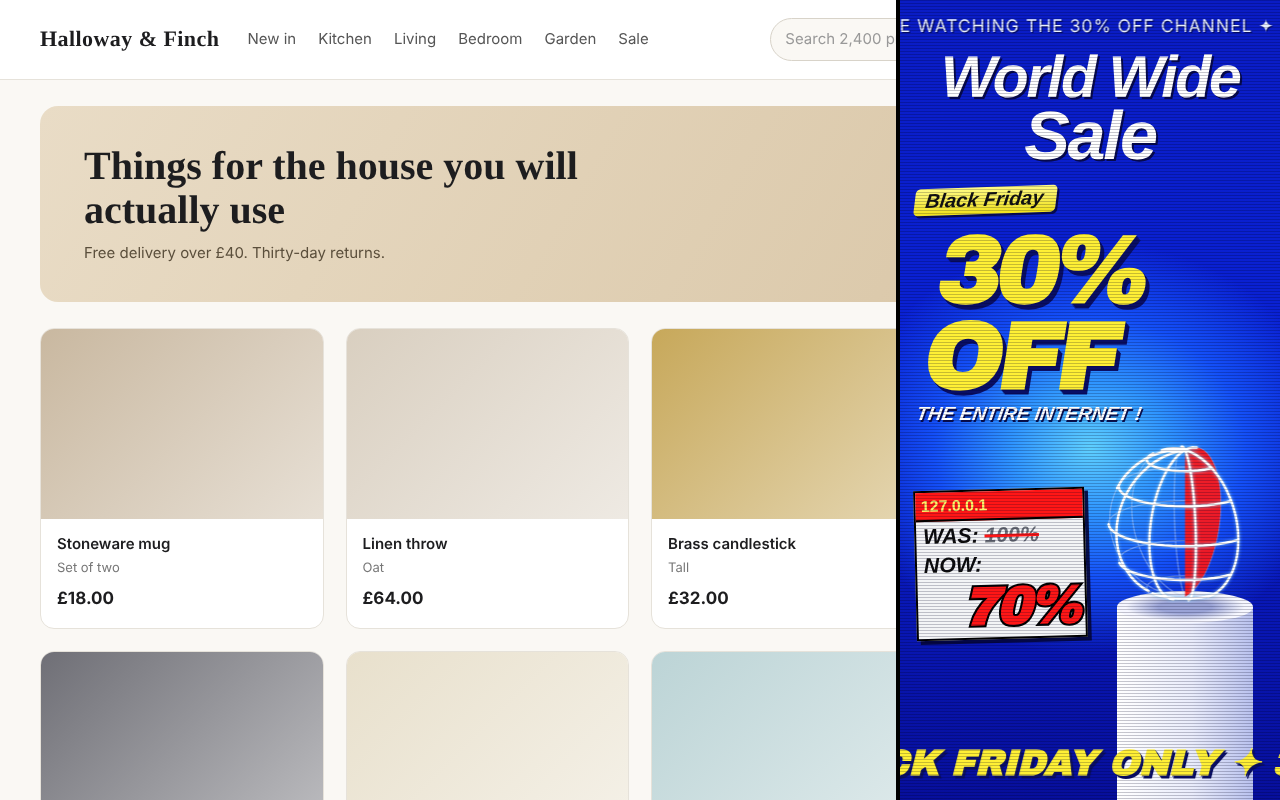 Halloway & Finch
New in Kitchen Living Bedroom Garden Sale
Search 2,400 p
Things for the house you will
actually use
Free delivery over £40. Thirty-day returns.
Stoneware mug
Set of two
£18.00
Linen throw
Oat
£64.00
Brass candlestick
Tall
£32.00
E WATCHING THE 30% OFF CHANNEL ✦
World Wide
Sale
Black Friday
30%
OFF
THE ENTIRE INTERNET !
127.0.0.1
WAS: 100%
NOW:
70%
CK FRIDAY ONLY ✦